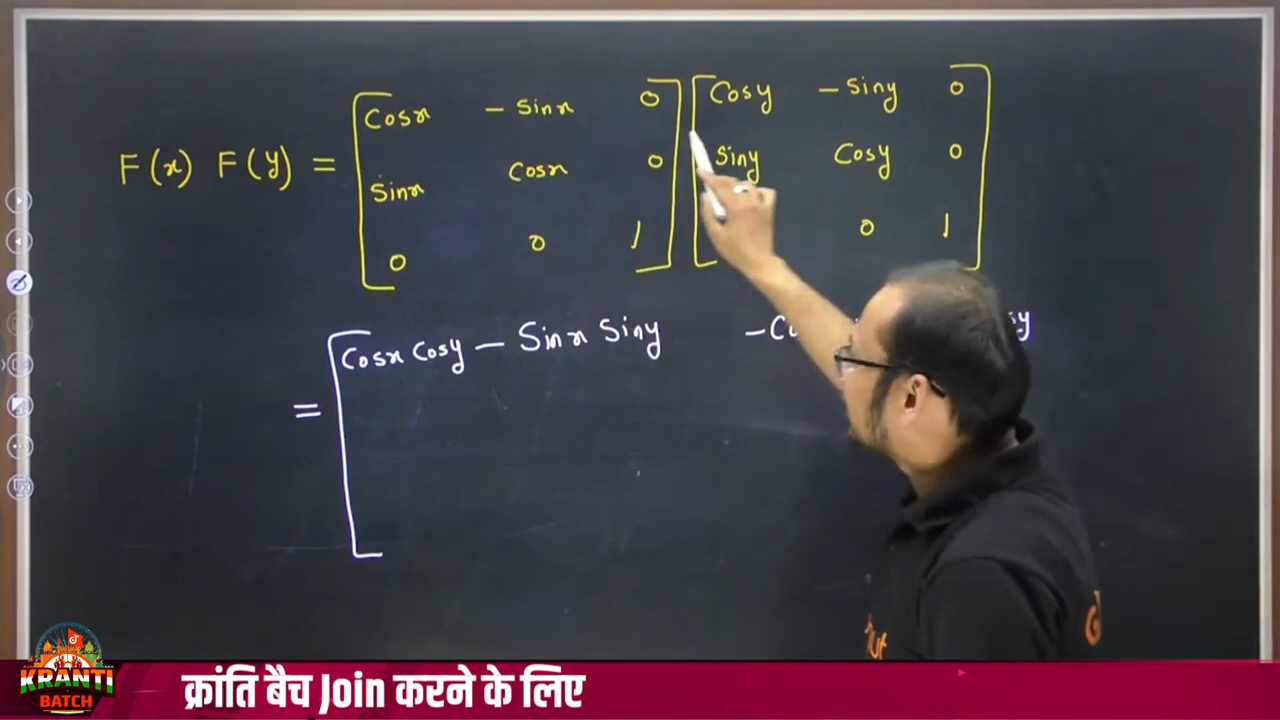 Cosx - Sinx 0 Cosy - Siny 0
F(x) F(y) = Sinx Cosx 0 Siny Cosy 0
0 0 1 0 1
= Cosx Cosy - Sinx Siny
KRANTI
BATCH
क्रांति बैच Join करने के लिए